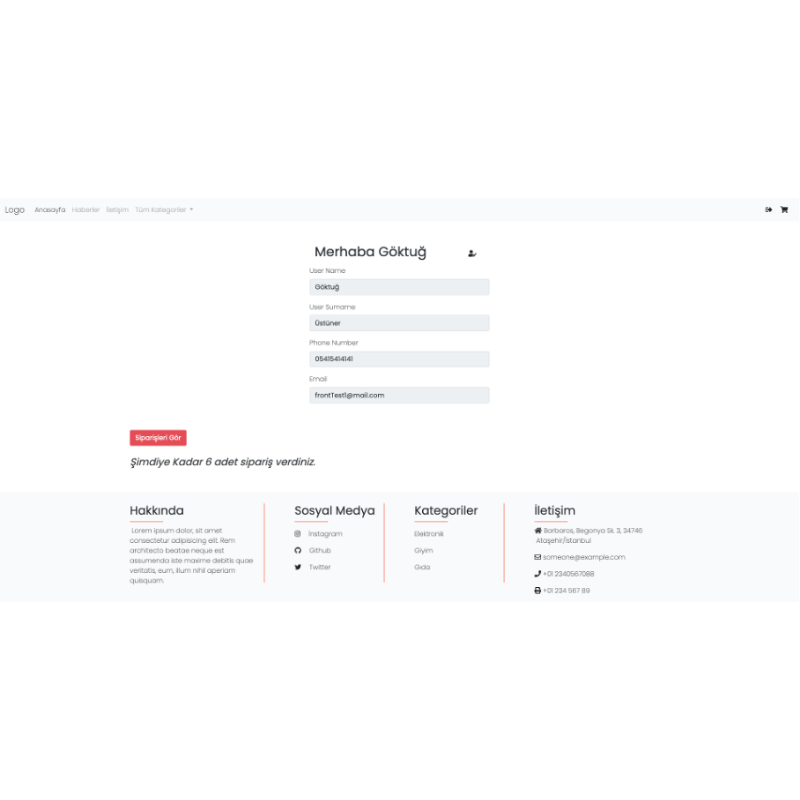 Logo Anasayfa Haberler İletişim Tüm Kategoriler
Merhaba Göktuğ
User Name
Göktuğ
User Surname
Üstüner
Phone Number
05415414141
Email
frontTest1@mail.com
Siparişleri Gör
Şimdiye Kadar 6 adet sipariş verdiniz.
Hakkında
Lorem ipsum dolor, sit amet
consectetur adipisicing elit. Rem
architecto beatae neque est
assumenda iste maxime debitis quae
veritatis, eum, illum nihil aperiam
quisquam.
Sosyal Medya
İnstagram
Github
Twitter
Kategoriler
Elektronik
Giyim
Gıda
İletişim
Barbaros, Begonya Sk. 3, 34746
Ataşehir/İstanbul
someone@example.com
+01 2340567088
+01 234 567 89